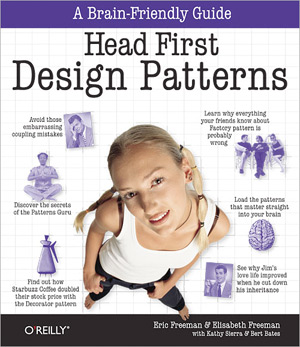 A Brain-Friendly Guide
Head First
Design Patterns
Avoid those
embarrassing
coupling mistakes
Learn why everything
your friends know about
Factory pattern is
probably
wrong
Discover the secrets
of the Patterns Guru
Load the patterns
that matter straight
into your brain
Find out how
Starbuzz Coffee doubled
their stock price with
the Decorator pattern
See why Jim's
love life improved
when he cut down
his inheritance
O'REILLY®
Eric Freeman & Elisabeth Freeman
with Kathy Sierra & Bert Bates